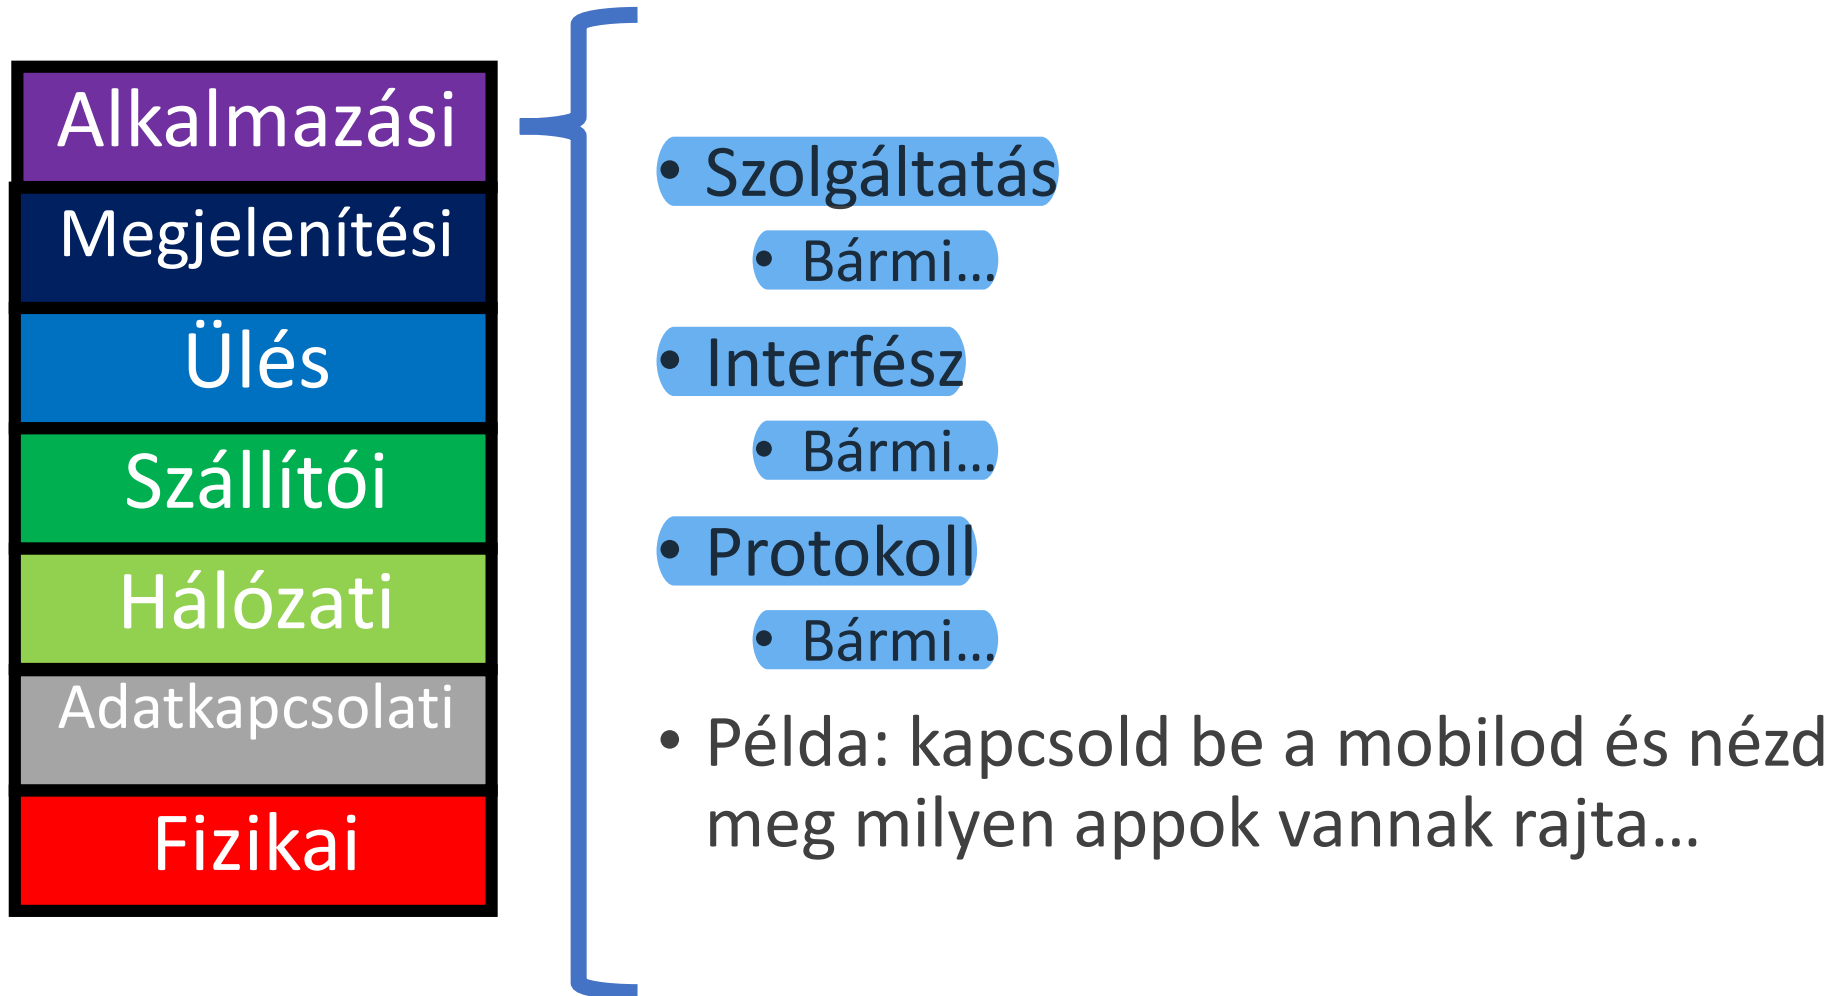 Alkalmazási
Megjelenítési
Ülés
Szállítói
Hálózati
Adatkapcsolati
Fizikai
• Szolgáltatás
• Bármi…
• Interfész
• Bármi…
• Protokoll
• Bármi…
• Példa: kapcsold be a mobilod és nézd
meg milyen appok vannak rajta…